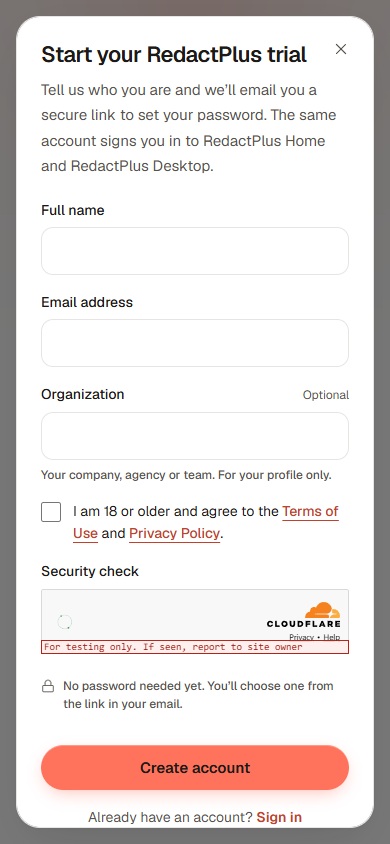 Start your RedactPlus trial
Tell us who you are and we’ll email you a
secure link to set your password. The same
account signs you in to RedactPlus Home
and RedactPlus Desktop.
Full name
Email address
Organization Optional
Your company, agency or team. For your profile only.
I am 18 or older and agree to the Terms of
Use and Privacy Policy.
Security check
CLOUDFLARE
Privacy • Help
For testing only. If seen, report to site owner
No password needed yet. You’ll choose one from
the link in your email.
Create account
Already have an account? Sign in